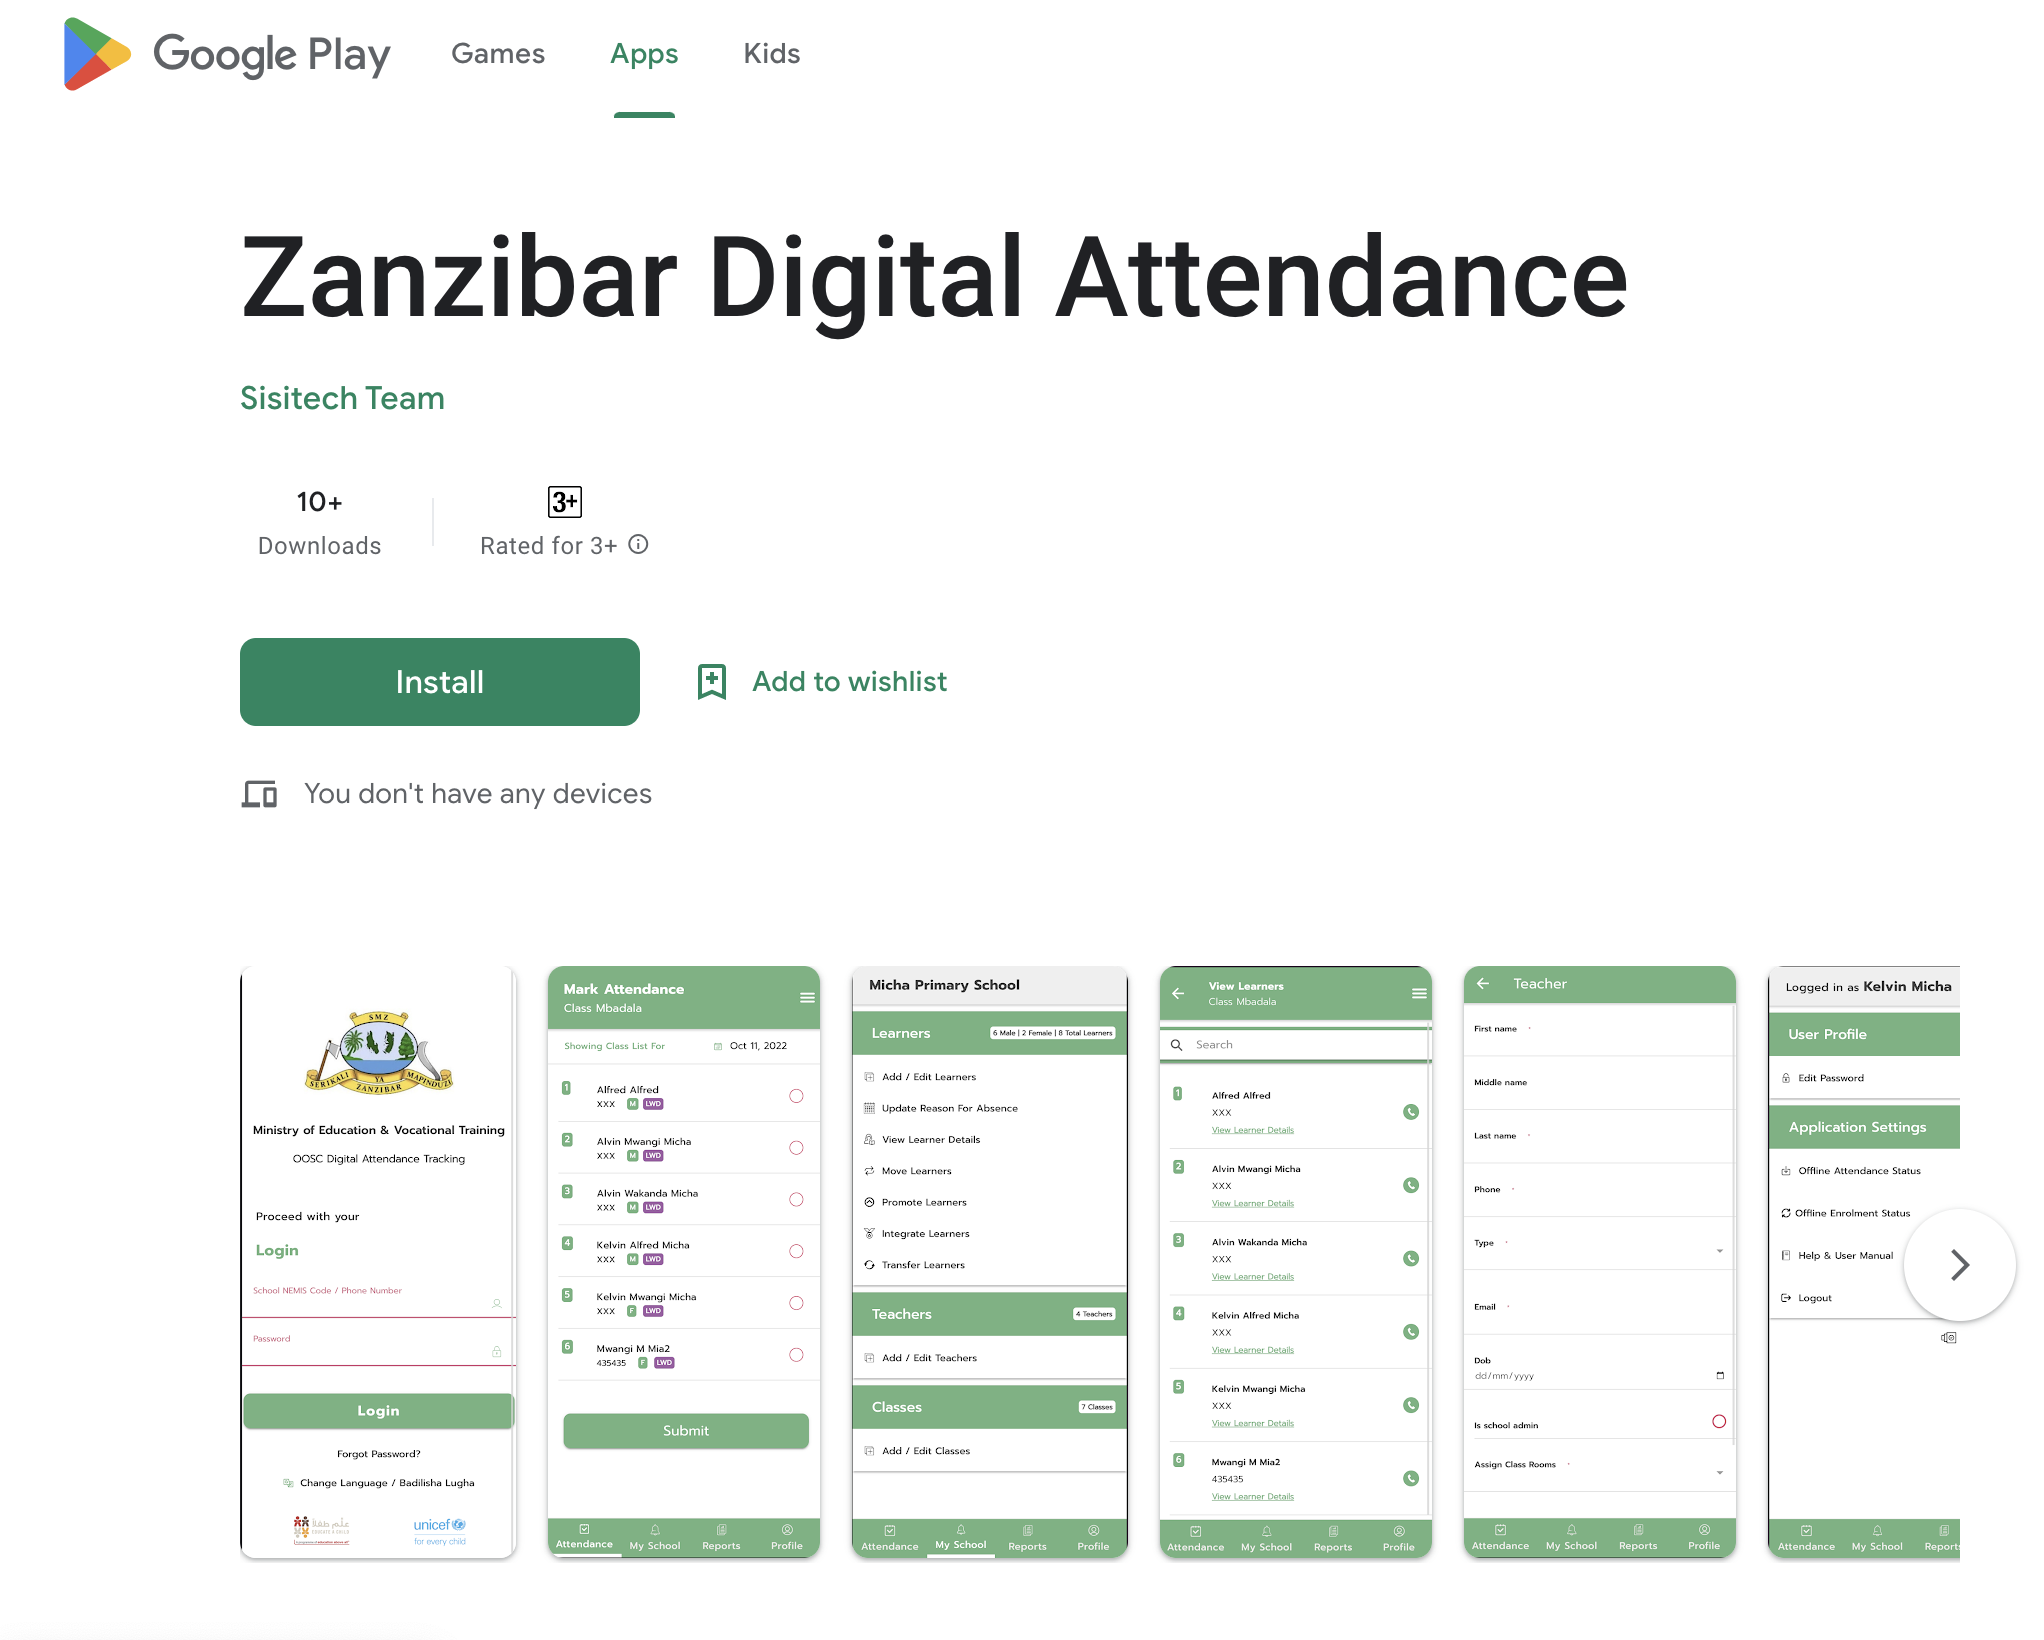 Google Play Games Apps Kids
Zanzibar Digital Attendance
Sisitech Team
10+
Downloads
3+
Rated for 3+
Install
Add to wishlist
You don't have any devices
SMZ
SERIKALI YA MAPINDUZI
ZANZIBAR
Ministry of Education & Vocational Training
OOSC Digital Attendance Tracking
Proceed with your
Login
School NEMIS Code / Phone Number
Password
Login
Forgot Password?
Change Language / Badilisha Lugha
EDUCATE A CHILD
unicef
for every child
Mark Attendance
Class Mbadala
Showing Class List For Oct 11, 2022
1 Alfred Alfred
XXX M LWD
2 Alvin Mwangi Micha
XXX M LWD
3 Alvin Wakanda Micha
XXX M LWD
4 Kelvin Alfred Micha
XXX M LWD
5 Kelvin Mwangi Micha
XXX F LWD
6 Mwangi M Mia2
435435 F LWD
Submit
Attendance My School Reports Profile
Micha Primary School
Learners 6 Male | 2 Female | 8 Total Learners
Add / Edit Learners
Update Reason For Absence
View Learner Details
Move Learners
Promote Learners
Integrate Learners
Transfer Learners
Teachers 4 Teachers
Add / Edit Teachers
Classes 7 Classes
Add / Edit Classes
Attendance My School Reports Profile
View Learners
Class Mbadala
Search
1 Alfred Alfred
XXX
View Learner Details
2 Alvin Mwangi Micha
XXX
View Learner Details
3 Alvin Wakanda Micha
XXX
View Learner Details
4 Kelvin Alfred Micha
XXX
View Learner Details
5 Kelvin Mwangi Micha
XXX
View Learner Details
6 Mwangi M Mia2
435435
View Learner Details
Attendance My School Reports Profile
Teacher
First name *
Middle name
Last name *
Phone *
Type *
Email *
Dob
dd/mm/yyyy
Is school admin
Assign Class Rooms *
Attendance My School Reports Profile
Logged in as Kelvin Micha
User Profile
Edit Password
Application Settings
Offline Attendance Status
Offline Enrolment Status
Help & User Manual
Logout
Attendance My School Reports